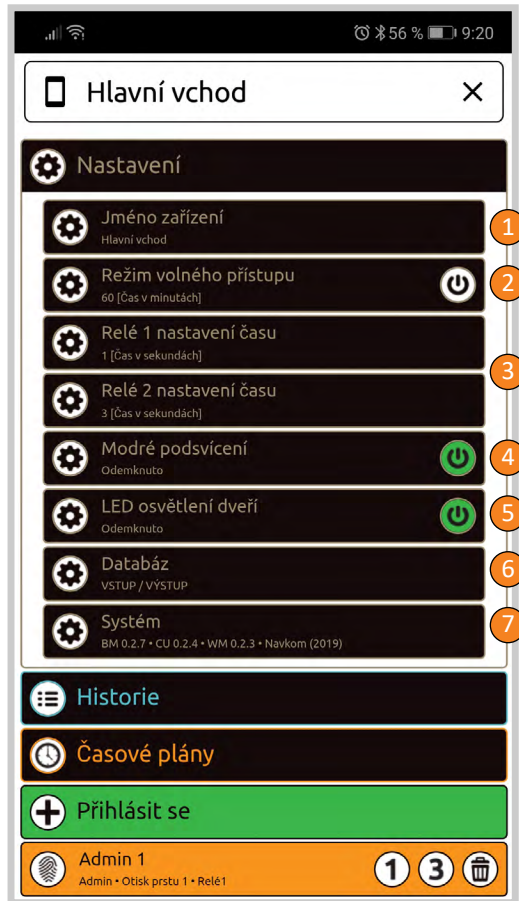 56 % 9:20
Hlavní vchod
Nastavení
Jméno zařízení
Hlavní vchod
1
Režim volného přístupu
60 [Čas v minutách]
2
Relé 1 nastavení času
1 [Čas v sekundách]
3
Relé 2 nastavení času
3 [Čas v sekundách]
Modré podsvícení
Odemknuto
4
LED osvětlení dveří
Odemknuto
5
Databáz
VSTUP / VÝSTUP
6
Systém
BM 0.2.7 • CU 0.2.4 • WM 0.2.3 • Navkom (2019)
7
Historie
Časové plány
Přihlásit se
Admin 1
Admin • Otisk prstu 1 • Relé1
1 3